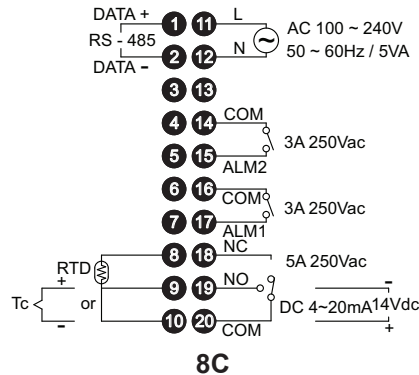 DATA + 1 11 L
RS - 485 AC 100 ~ 240V
DATA - 2 12 N 50 ~ 60Hz / 5VA
3 13
4 14 COM
3A 250Vac
5 15 ALM2
6 16 COM
3A 250Vac
7 17 ALM1
8 18 NC
RTD 5A 250Vac
+ 9 19 NO -
Tc or DC 4~20mA 14Vdc
- 10 20 COM +
8C